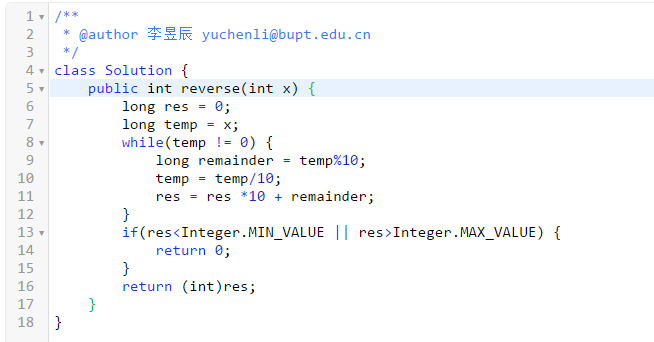 1 /**
2  * @author 李昱辰 yuchenli@bupt.edu.cn
3  */
4 class Solution {
5     public int reverse(int x) {
6         long res = 0;
7         long temp = x;
8         while(temp != 0) {
9             long remainder = temp%10;
10             temp = temp/10;
11             res = res *10 + remainder;
12         }
13         if(res<Integer.MIN_VALUE || res>Integer.MAX_VALUE) {
14             return 0;
15         }
16         return (int)res;
17     }
18 }